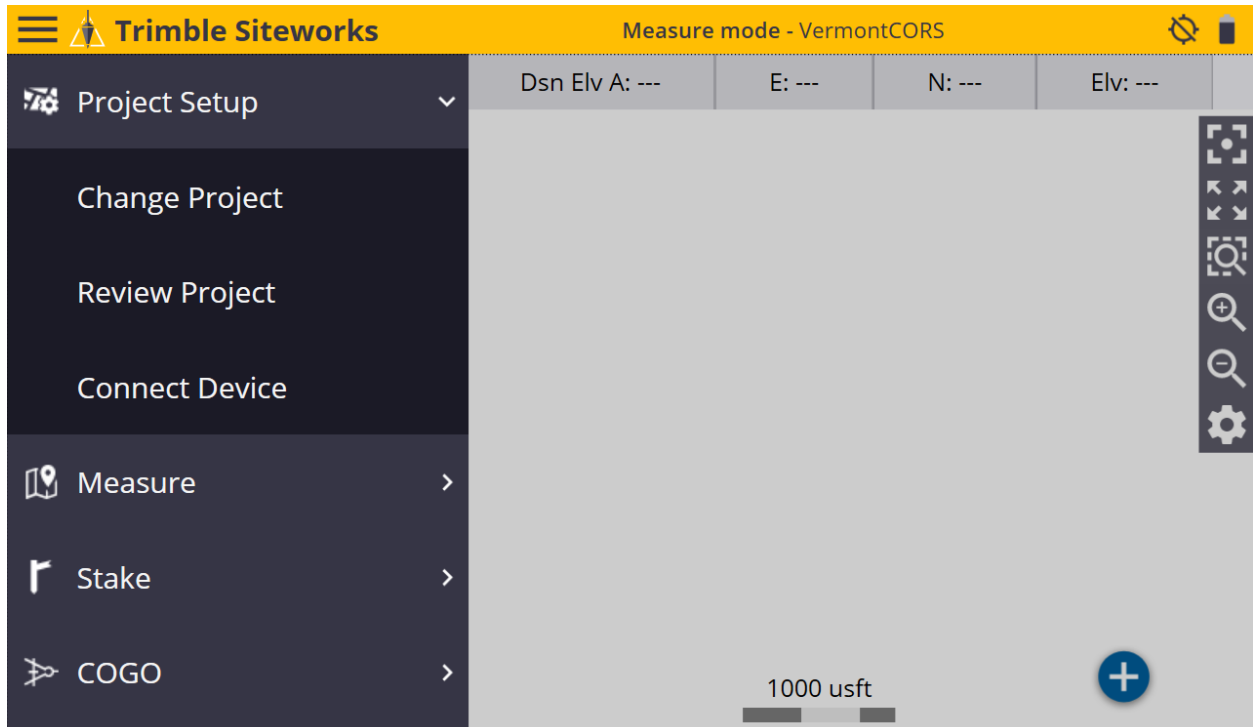 Trimble Siteworks
Measure mode - VermontCORS
Project Setup
Change Project
Review Project
Connect Device
Measure
Stake
COGO
Dsn Elv A: ---
E: ---
N: ---
Elv: ---
1000 usft